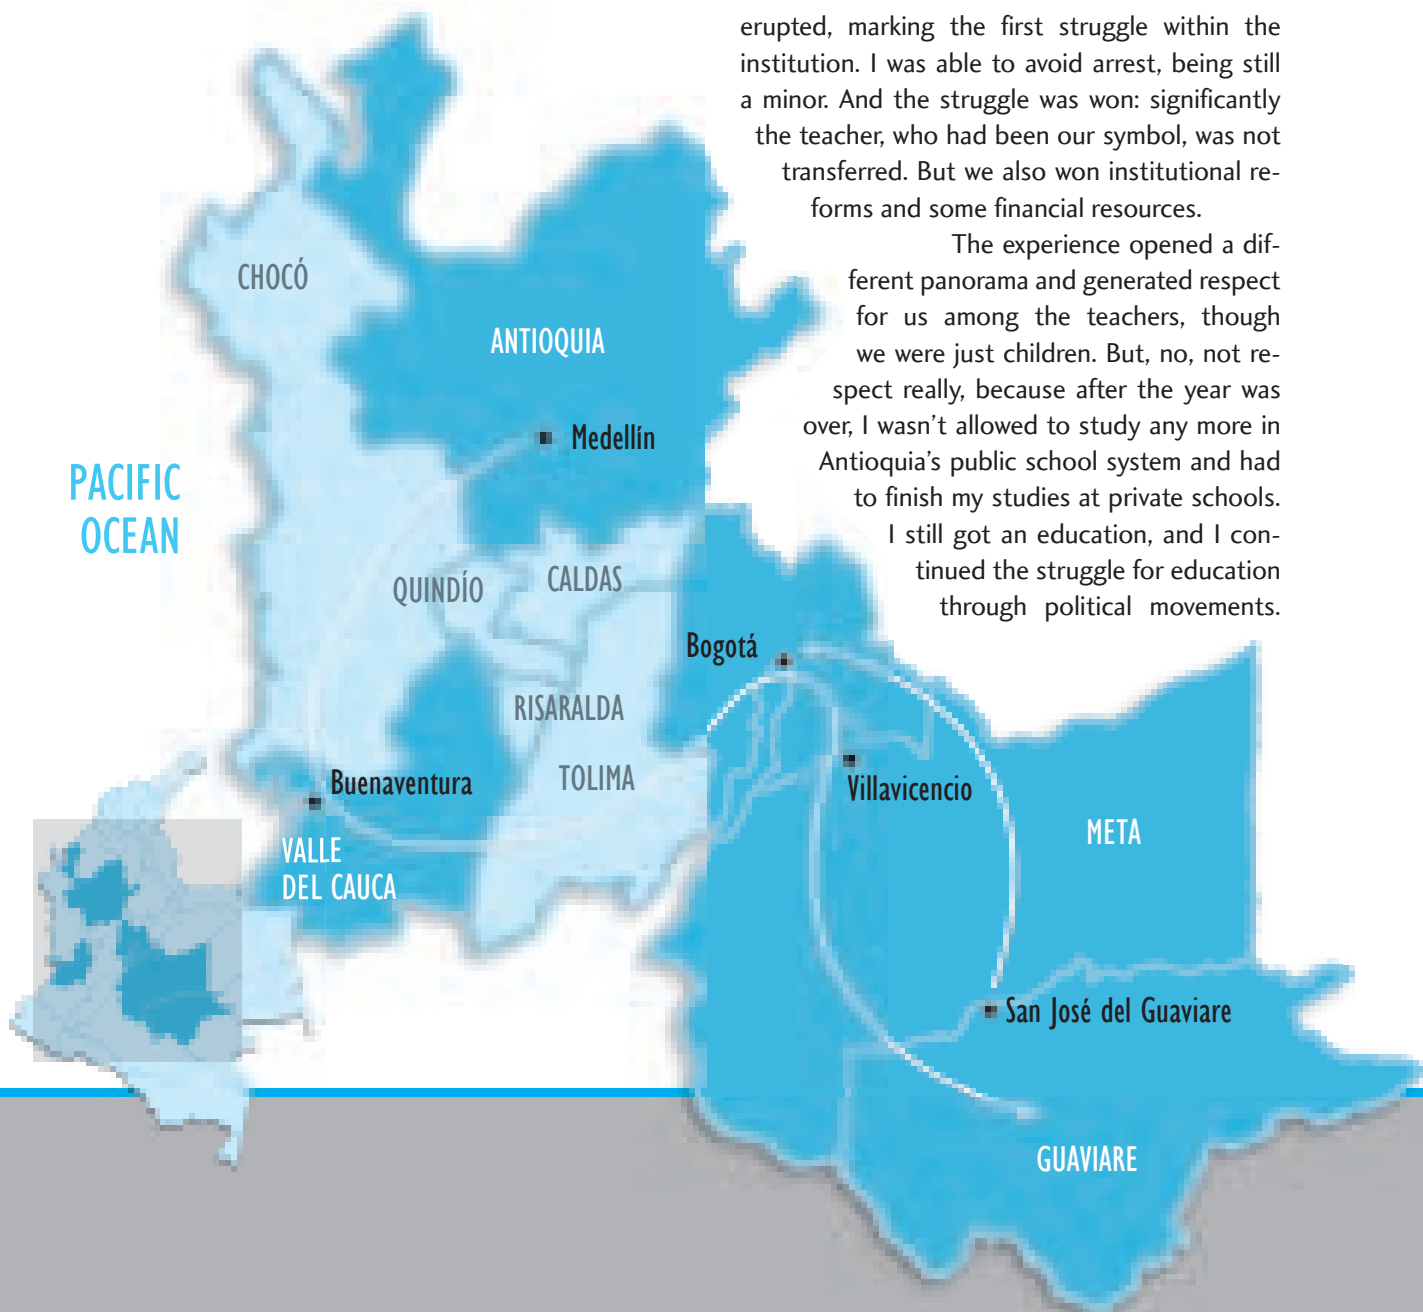 erupted, marking the first struggle within the
institution. I was able to avoid arrest, being still
a minor. And the struggle was won: significantly
the teacher, who had been our symbol, was not
transferred. But we also won institutional re-
forms and some financial resources.
The experience opened a dif-
ferent panorama and generated respect
for us among the teachers, though
we were just children. But, no, not re-
spect really, because after the year was
over, I wasn't allowed to study any more in
Antioquia's public school system and had
to finish my studies at private schools.
I still got an education, and I con-
tinued the struggle for education
through political movements.
CHOCÓ
ANTIOQUIA
Medellín
PACIFIC
OCEAN
QUINDÍO
CALDAS
Bogotá
RISARALDA
TOLIMA
Buenaventura
Villavicencio
VALLE
DEL CAUCA
META
San José del Guaviare
GUAVIARE